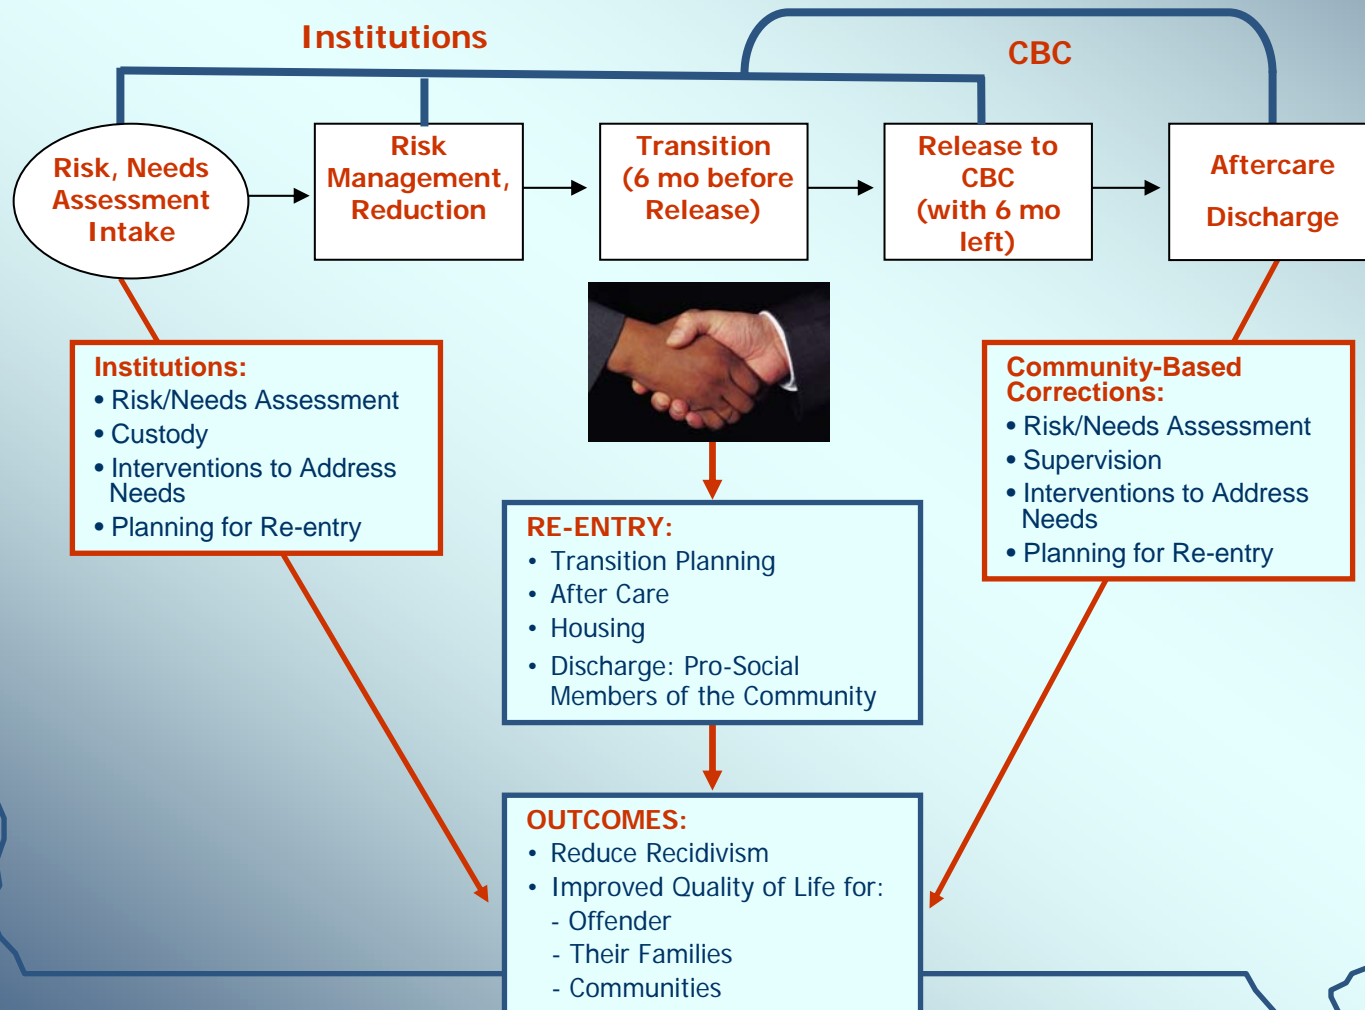 Institutions
CBC
Risk, Needs
Assessment
Intake
Risk
Management,
Reduction
Transition
(6 mo before
Release)
Release to
CBC
(with 6 mo
left)
Aftercare
Discharge
Institutions:
• Risk/Needs Assessment
• Custody
• Interventions to Address
Needs
• Planning for Re-entry
RE-ENTRY:
• Transition Planning
• After Care
• Housing
• Discharge: Pro-Social
Members of the Community
Community-Based
Corrections:
• Risk/Needs Assessment
• Supervision
• Interventions to Address
Needs
• Planning for Re-entry
OUTCOMES:
• Reduce Recidivism
• Improved Quality of Life for:
- Offender
- Their Families
- Communities